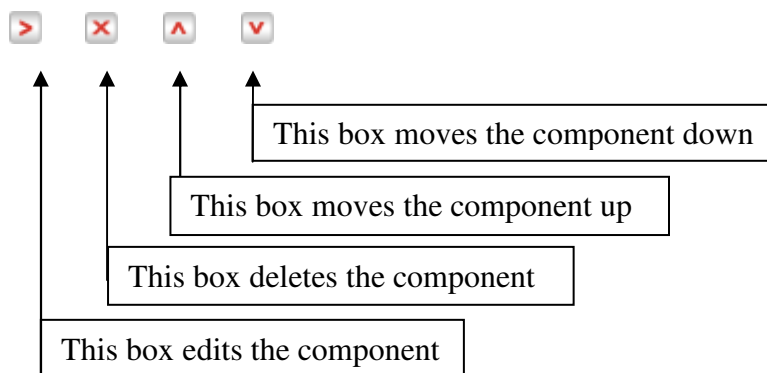 > X ^ v
This box moves the component down
This box moves the component up
This box deletes the component
This box edits the component